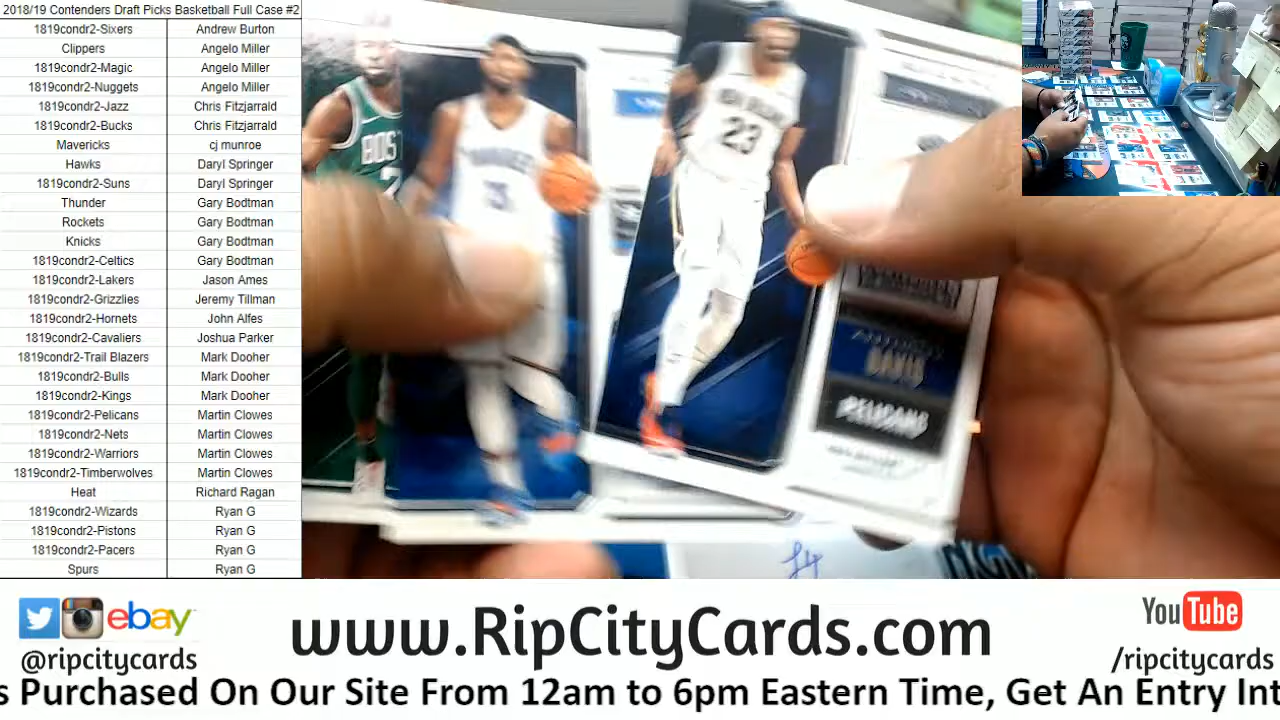 2018/19 Contenders Draft Picks Basketball Full Case #2
1819condr2-Sixers Andrew Burton
Clippers Angelo Miller
1819condr2-Magic Angelo Miller
1819condr2-Nuggets Angelo Miller
1819condr2-Jazz Chris Fitzjarrald
1819condr2-Bucks Chris Fitzjarrald
Mavericks cj munroe
Hawks Daryl Springer
1819condr2-Suns Daryl Springer
Thunder Gary Bodtman
Rockets Gary Bodtman
Knicks Gary Bodtman
1819condr2-Celtics Gary Bodtman
1819condr2-Lakers Jason Ames
1819condr2-Grizzlies Jeremy Tillman
1819condr2-Hornets John Alfes
1819condr2-Cavaliers Joshua Parker
1819condr2-Trail Blazers Mark Dooher
1819condr2-Bulls Mark Dooher
1819condr2-Kings Mark Dooher
1819condr2-Pelicans Martin Clowes
1819condr2-Nets Martin Clowes
1819condr2-Warriors Martin Clowes
1819condr2-Timberwolves Martin Clowes
Heat Richard Ragan
1819condr2-Wizards Ryan G
1819condr2-Pistons Ryan G
1819condr2-Pacers Ryan G
Spurs Ryan G
BOS
23
DAVIS
PELICANS
ebay
@ripcitycards
www.RipCityCards.com
YouTube
/ripcitycards
s Purchased On Our Site From 12am to 6pm Eastern Time, Get An Entry Int